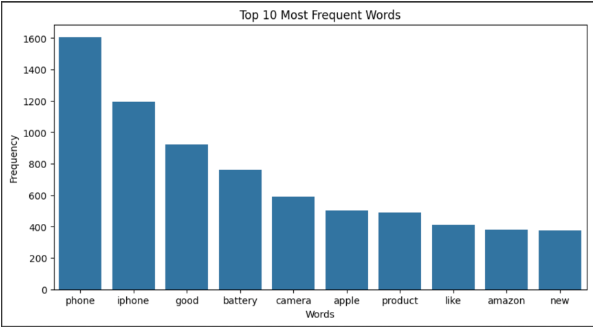 Top 10 Most Frequent Words
1600
1400
1200
1000
800
600
400
200
0
Frequency
phone iphone good battery camera apple product like amazon new
Words